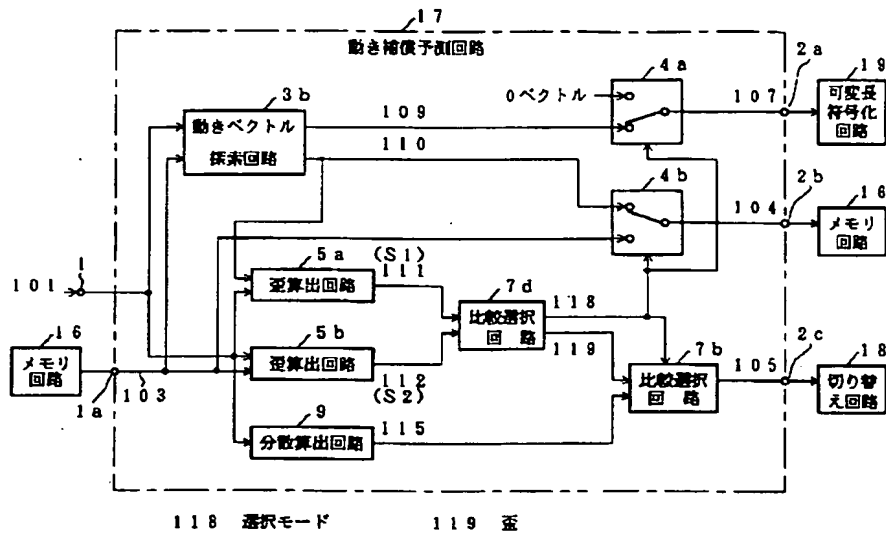 17
動き補償予測回路
3b
動きベクトル
探索回路
109
110
0ベクトル
4a
107
2a
19
可変長
符号化
回路
4b
104
2b
16
メモリ
回路
101
1
16
メモリ
回路
1a
103
5a
歪算出回路
(S1)
111
5b
歪算出回路
112
(S2)
9
分散算出回路
115
7d
比較選択
回路
118
119
7b
比較選択
回路
105
2c
18
切り替
え回路
118 選択モード 119 歪